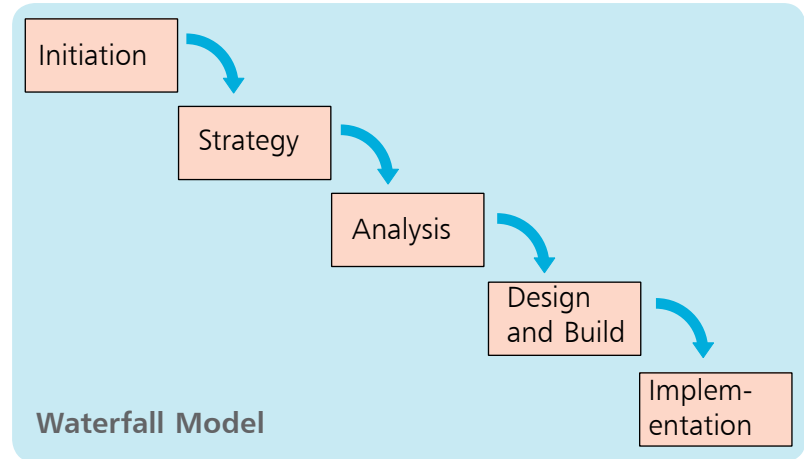 Initiation
Strategy
Analysis
Design
and Build
Implem-
entation
Waterfall Model